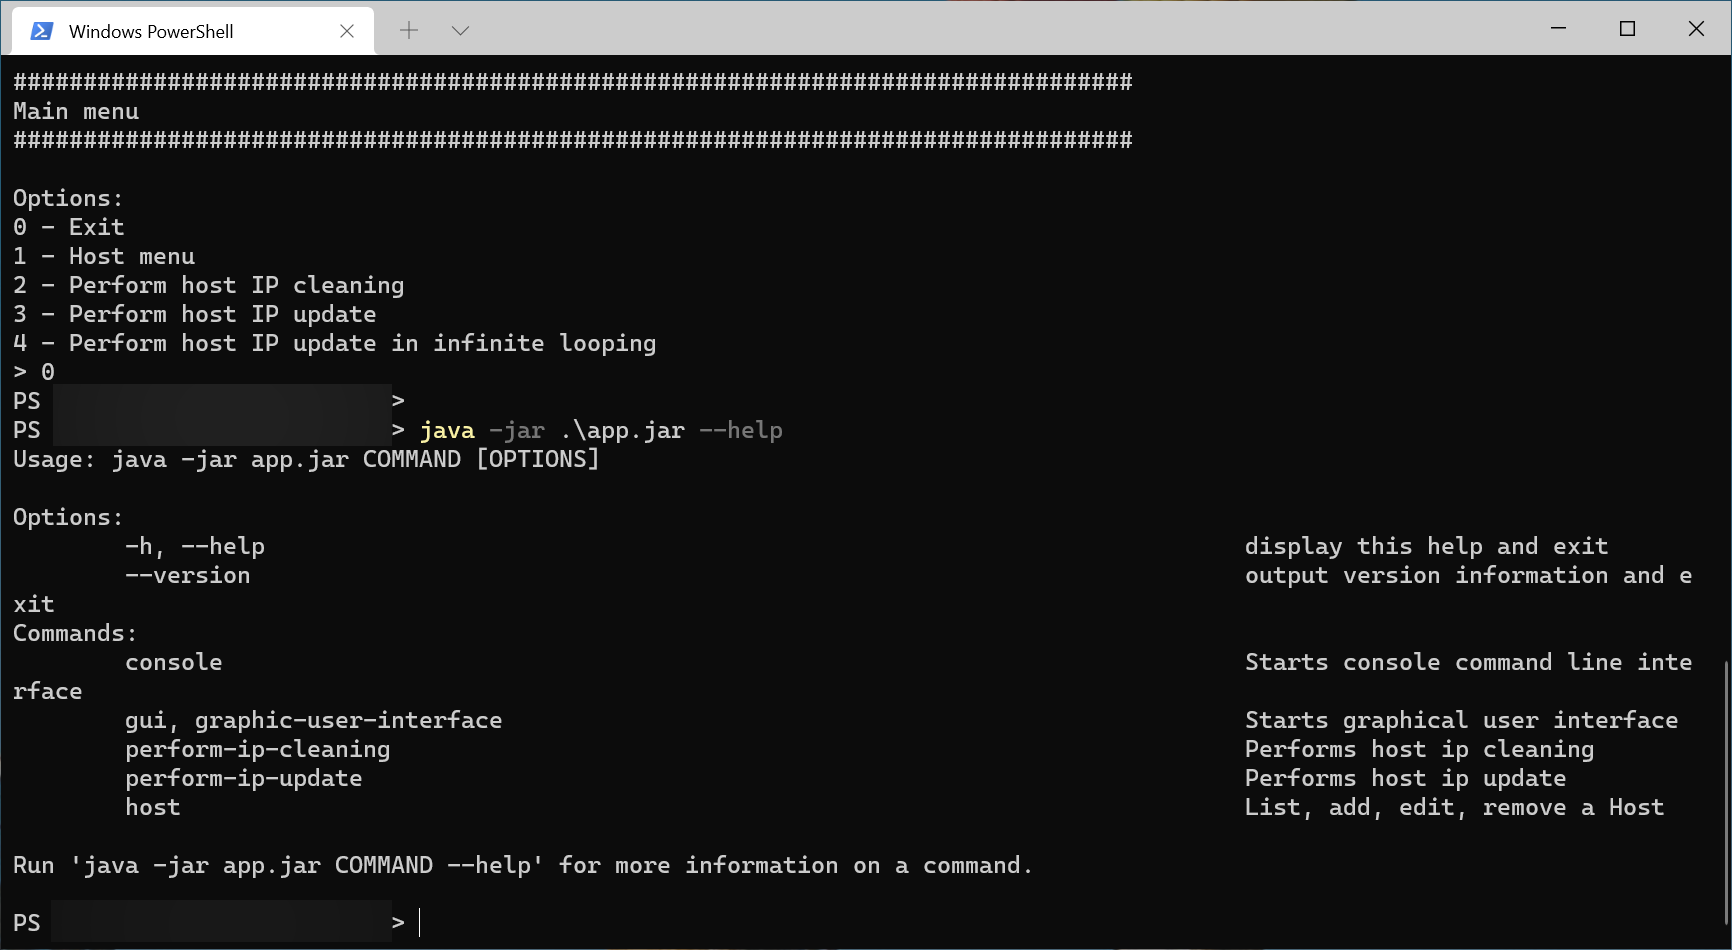 Windows PowerShell
################################################################################
Main menu
################################################################################
Options:
0 - Exit
1 - Host menu
2 - Perform host IP cleaning
3 - Perform host IP update
4 - Perform host IP update in infinite looping
> 0
PS >
PS > java -jar .\app.jar --help
Usage: java -jar app.jar COMMAND [OPTIONS]
Options:
-h, --help display this help and exit
--version output version information and e
xit
Commands:
console Starts console command line inte
rface
gui, graphic-user-interface Starts graphical user interface
perform-ip-cleaning Performs host ip cleaning
perform-ip-update Performs host ip update
host List, add, edit, remove a Host
Run 'java -jar app.jar COMMAND --help' for more information on a command.
PS >